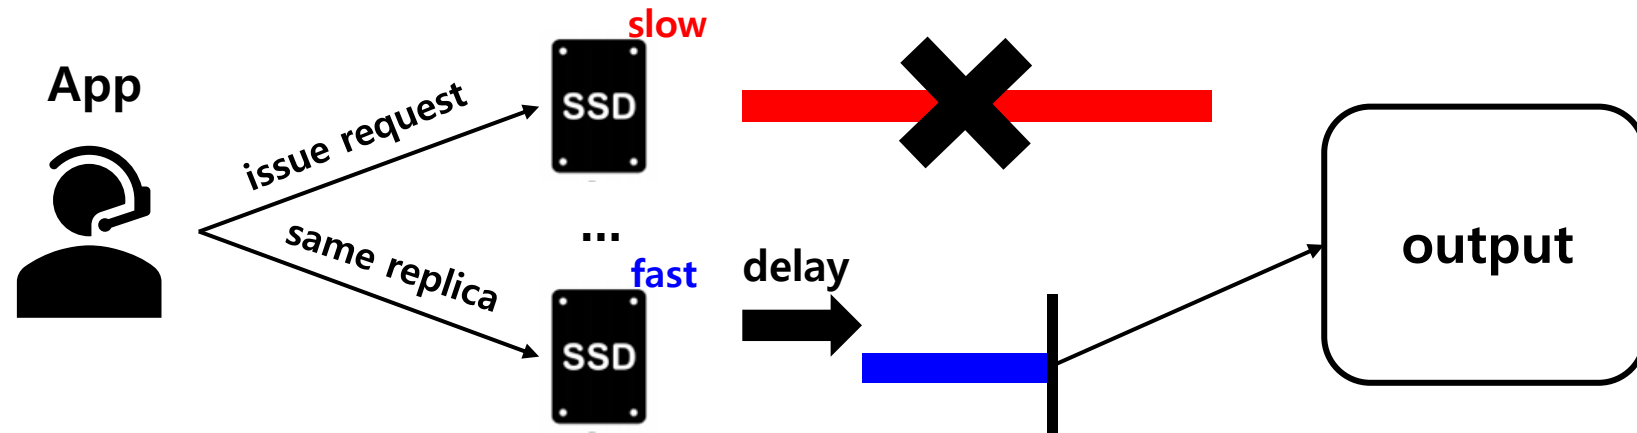 App
issue request
same replica
slow
SSD
...
fast
SSD
delay
output